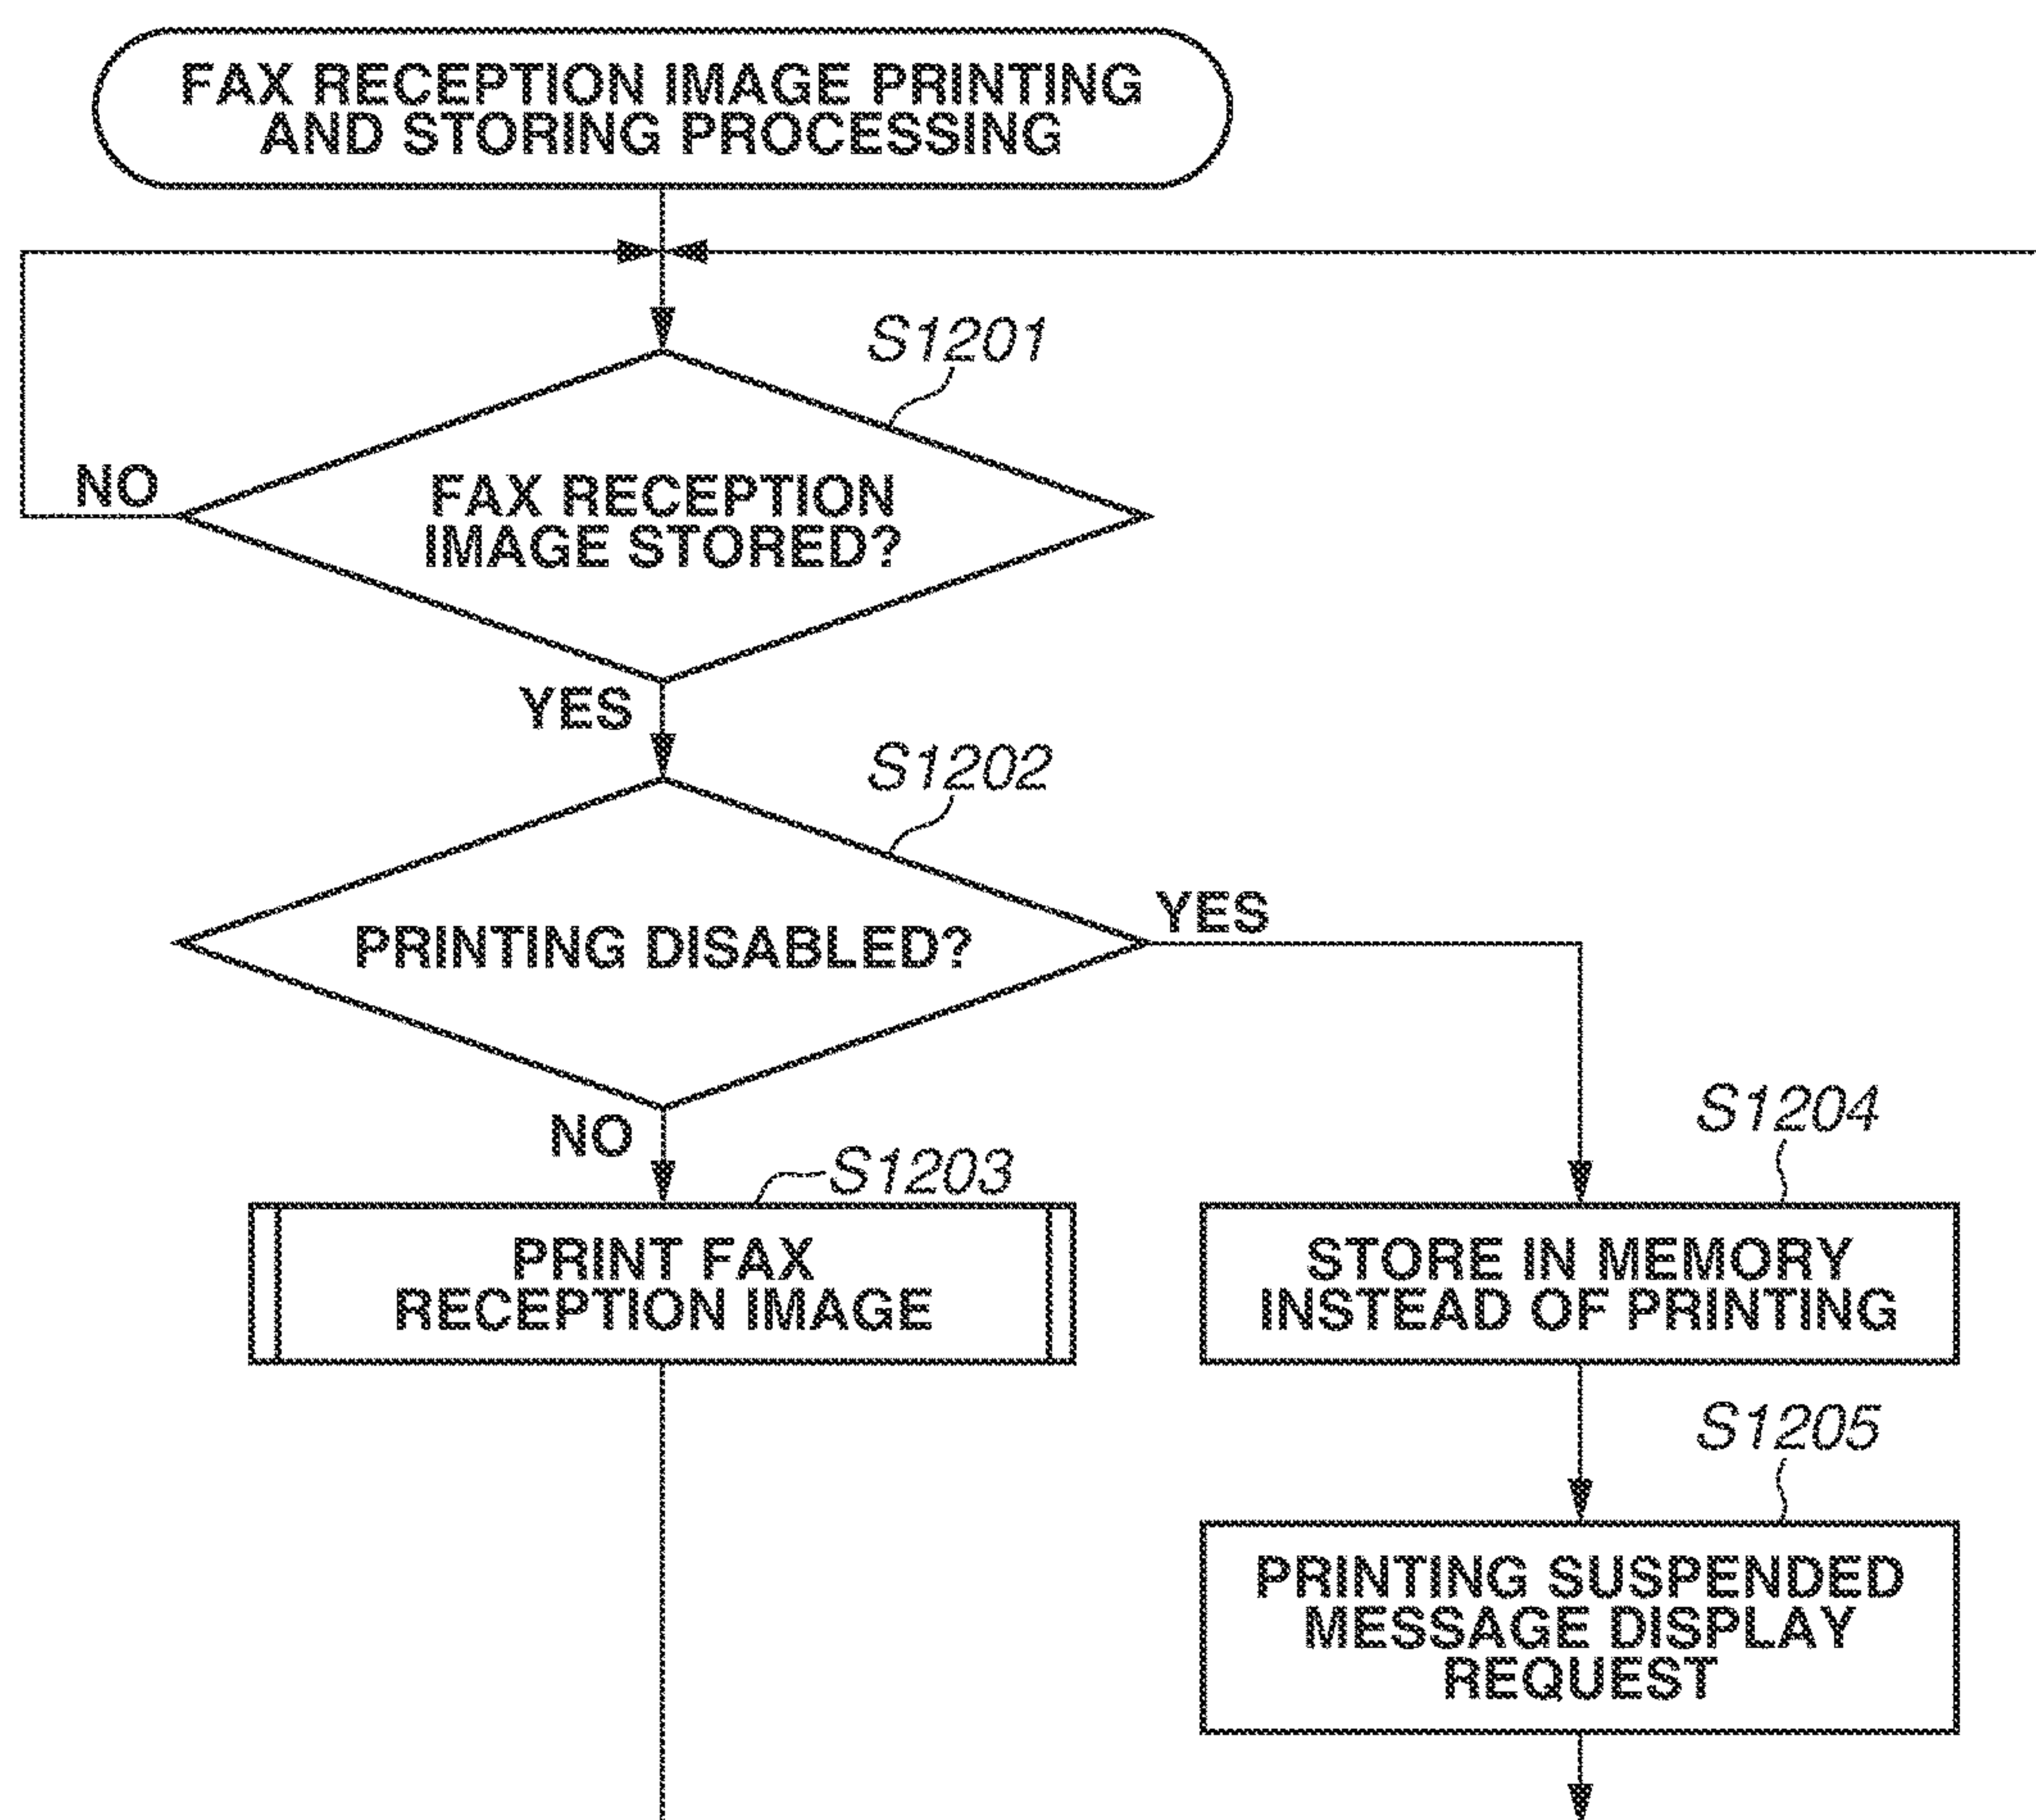 FAX RECEPTION IMAGE PRINTING
AND STORING PROCESSING
S1201
NO
FAX RECEPTION
IMAGE STORED?
YES
S1202
PRINTING DISABLED?
YES
NO
S1203
S1204
PRINT FAX
RECEPTION IMAGE
STORE IN MEMORY
INSTEAD OF PRINTING
S1205
PRINTING SUSPENDED
MESSAGE DISPLAY
REQUEST